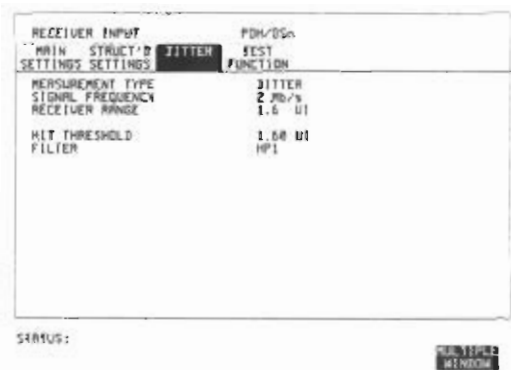 RECEIVER INPUT PDH/DSn
MAIN STRUCT'D JITTER TEST
SETTINGS SETTINGS FUNCTION
MEASUREMENT TYPE JITTER
SIGNAL FREQUENCY 2 Mb/s
RECEIVER RANGE 1.6 UI
HIT THRESHOLD 1.60 UI
FILTER HP1
STATUS:
MULTIPLE
WINDOW